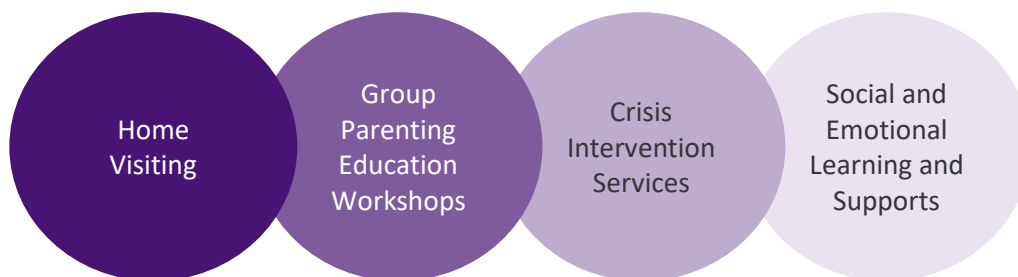 Home
Visiting
Group
Parenting
Education
Workshops
Crisis
Intervention
Services
Social and
Emotional
Learning and
Supports